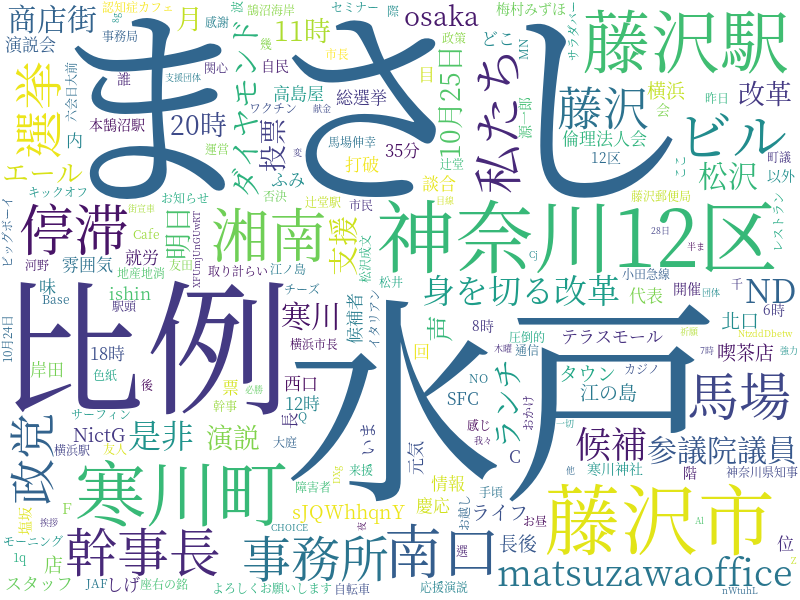 まさし
水戸
比例
神奈川12区
藤沢駅
藤沢市
寒川町
湘南
私たち
ビル
馬場
停滞
選挙
政党
幹事長
事務所
南口
matsuzawaoffice
藤沢
松沢
身を切る改革
参議院議員
候補
ND
osaka
商店街
月
11時
演説会
認知症カフェ
鵠沼海岸
セミナー
感謝
事務局
幾
際
波
梅村みずほ
どこ
サラダバー
政策
MN
源一郎
昨日
横浜
会
改革
倫理法人会
12区
町議
以外
レストラン
ビッグボーイ
六会日大前
本鵠沼駅
誰
関心
自民
市長
支援団体
高島屋
総選挙
目
ワクチン
献金
20時
ダイヤモンド
投票
馬場伸幸
35分
10月25日
打破
談合
辻堂
エール
内
運営
変
ふみ
否決
キックオフ
お知らせ
辻堂駅
市民
藤沢郵便局
街宣車
日線
Cafe
友田
明日
支援
松沢成文
28日
半ま
河野
雰囲気
就労
地産地消
取り計らい
江ノ島
松井
小田急線
千
味
Base
ishin
駅頭
チーズ
寒川
候補者
イタリアン
声
代表
開催
団体
6時
北口
8時
圧倒的
テラスモール
祈願
10月24日
岸田
18時
色紙
横浜市長
回
木曜
通信
7時
カジノ
強力
喫茶店
後
票
必勝
西口
NO
タウン
サーフィン
幹事
12時
長
Q
SFC
ランチ
おかけ
江の島
NictG
是非
演説
いま
感じ
我々
一切
横浜駅
友人
大庭
元気
C
来援
障害者
情報
手頃
階
他
寒川神社
神奈川県知事
塩坂
挨拶
F
sJQWhhqnY
慶応
ライフ
お越し
お昼
モーニング
CHOICE
夜
選
長後
位
AI
1q
店
スタッフ
JAF
しげ
座右の銘
よろしくお願いします
自転車
応援演説
nWtuhL